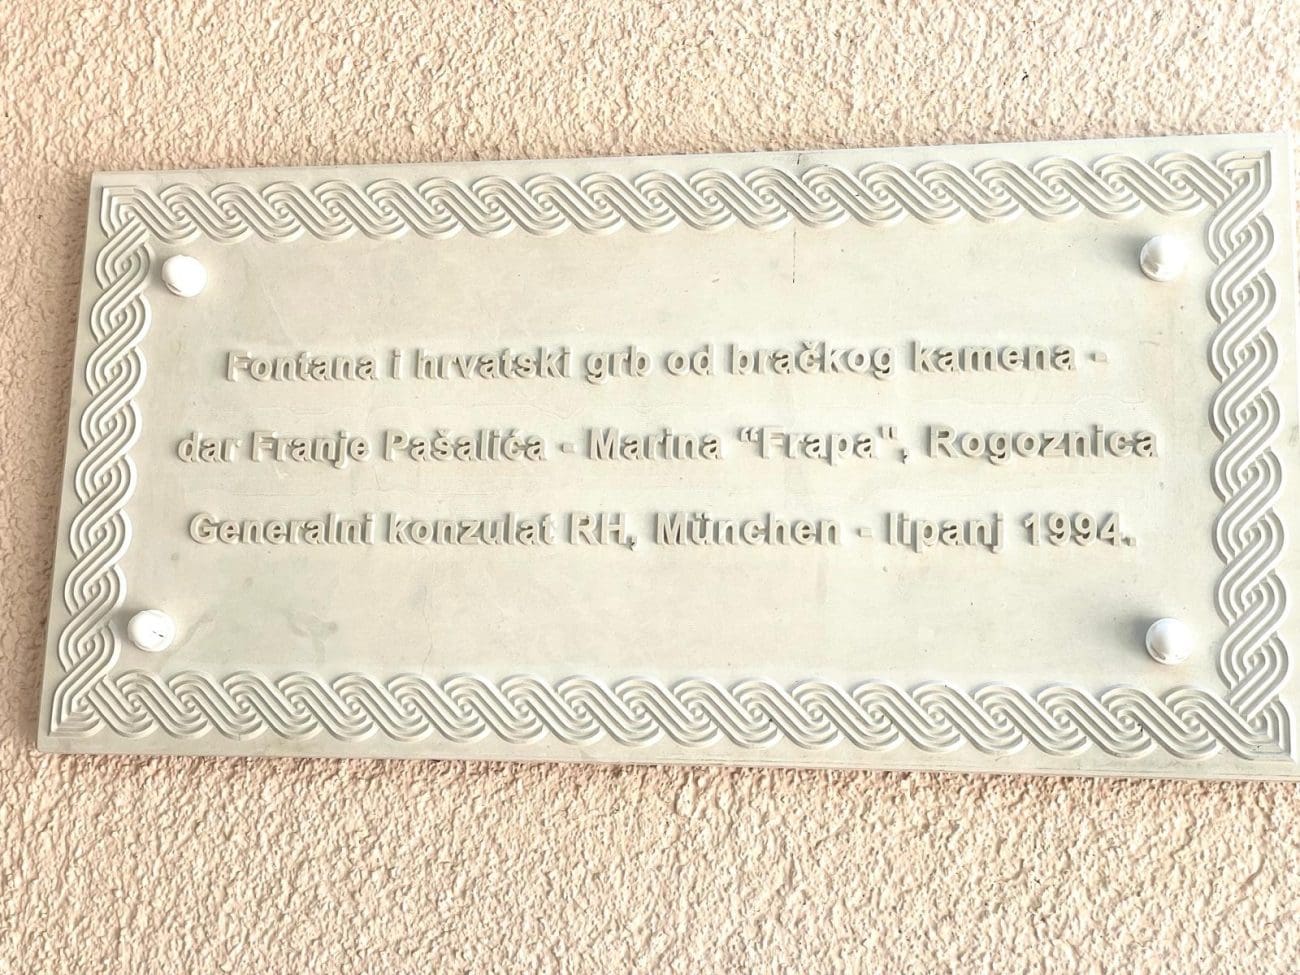 Fontana i hrvatski grb od bračkog kamena -
dar Franje Pašalića - Marina “Frapa", Rogoznica
Generalni konzulat RH, München - lipanj 1994.